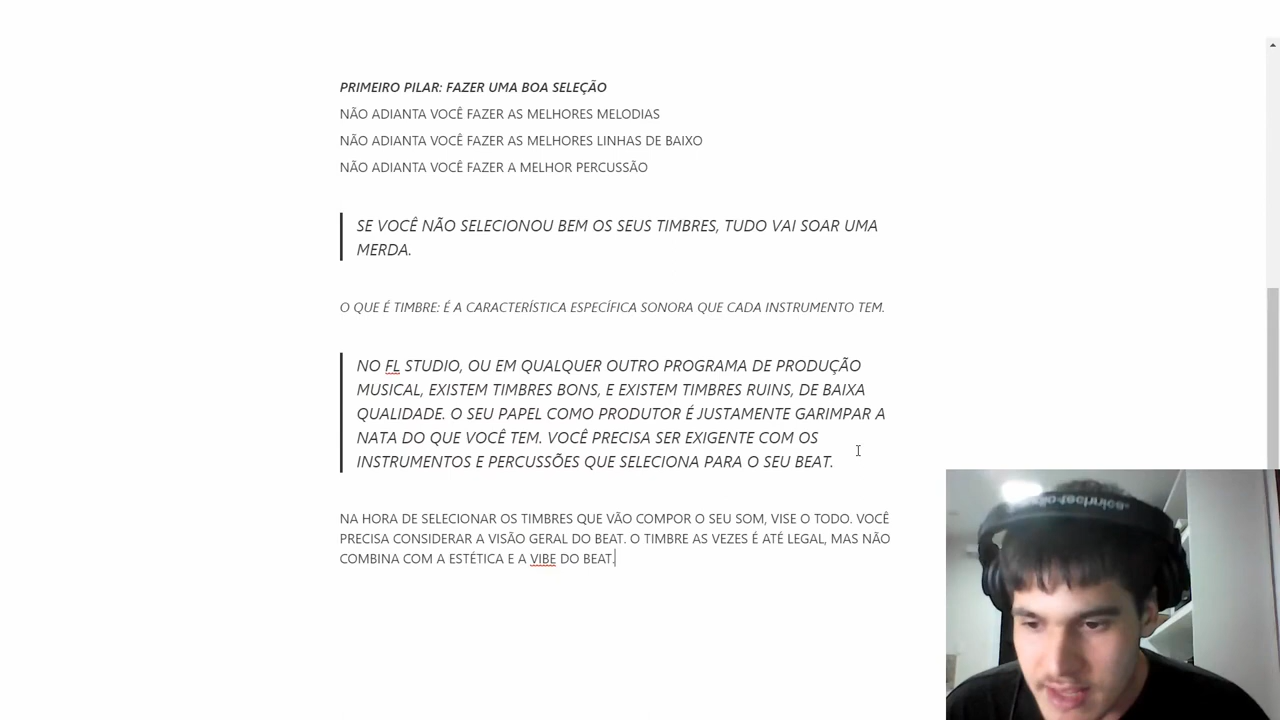 PRIMEIRO PILAR: FAZER UMA BOA SELEÇÃO
NÃO ADIANTA VOCÊ FAZER AS MELHORES MELODIAS
NÃO ADIANTA VOCÊ FAZER AS MELHORES LINHAS DE BAIXO
NÃO ADIANTA VOCÊ FAZER A MELHOR PERCUSSÃO
SE VOCÊ NÃO SELECIONOU BEM OS SEUS TIMBRES, TUDO VAI SOAR UMA
MERDA.
O QUE É TIMBRE: É A CARACTERÍSTICA ESPECÍFICA SONORA QUE CADA INSTRUMENTO TEM.
NO FL STUDIO, OU EM QUALQUER OUTRO PROGRAMA DE PRODUÇÃO
MUSICAL, EXISTEM TIMBRES BONS, E EXISTEM TIMBRES RUINS, DE BAIXA
QUALIDADE. O SEU PAPEL COMO PRODUTOR É JUSTAMENTE GARIMPAR A
NATA DO QUE VOCÊ TEM. VOCÊ PRECISA SER EXIGENTE COM OS
INSTRUMENTOS E PERCUSSÕES QUE SELECIONA PARA O SEU BEAT.
NA HORA DE SELECIONAR OS TIMBRES QUE VÃO COMPOR O SEU SOM, VISE O TODO. VOCÊ
PRECISA CONSIDERAR A VISÃO GERAL DO BEAT. O TIMBRE AS VEZES É ATÉ LEGAL, MAS NÃO
COMBINA COM A ESTÉTICA E A VIBE DO BEAT.
audio-technica